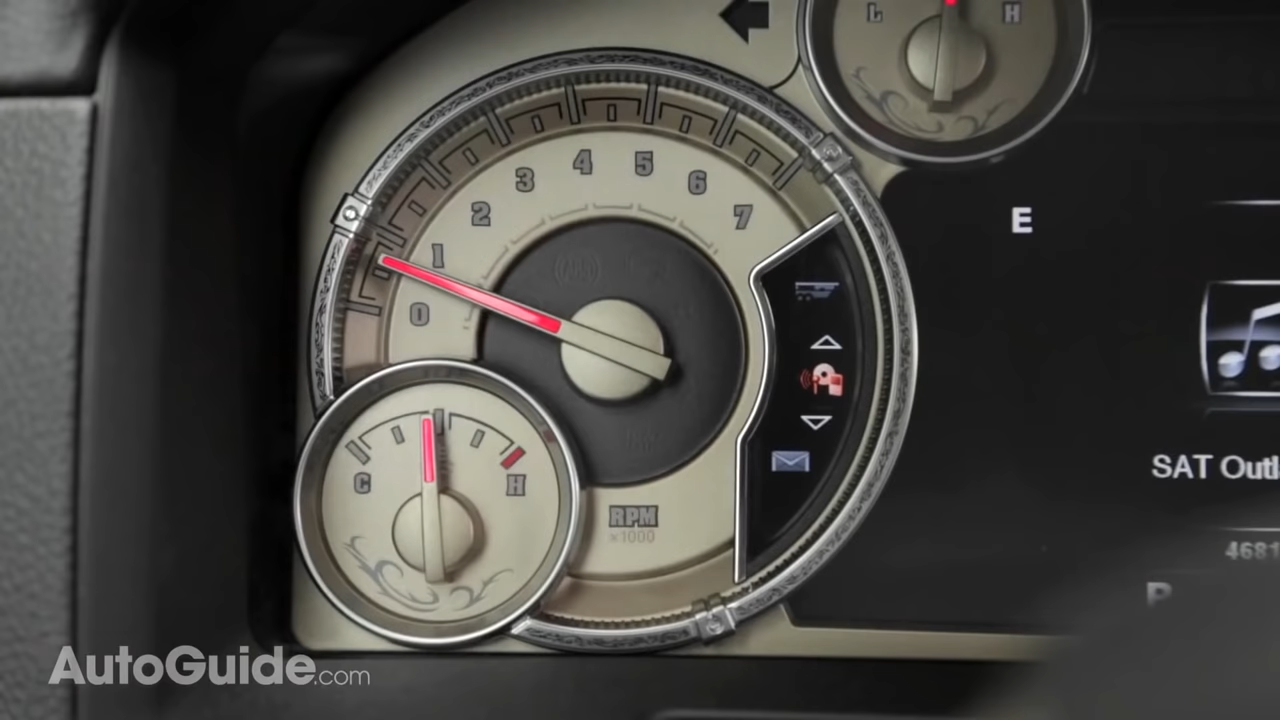 L H
0 1 2 3 4 5 6 7
E
C H
RPM
x1000
SAT Outl
4681
P
AutoGuide.com